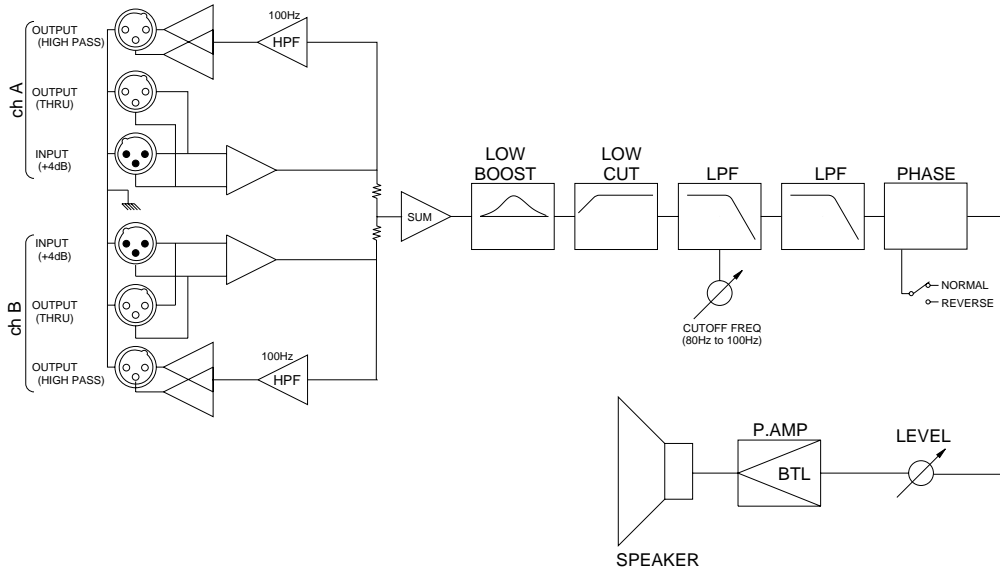 ch A
OUTPUT
(HIGH PASS)
100Hz
HPF
OUTPUT
(THRU)
INPUT
(+4dB)
ch B
INPUT
(+4dB)
OUTPUT
(THRU)
OUTPUT
(HIGH PASS)
100Hz
HPF
SUM
LOW
BOOST
LOW
CUT
LPF
LPF
PHASE
CUTOFF FREQ
(80Hz to 100Hz)
NORMAL
REVERSE
P.AMP
BTL
LEVEL
SPEAKER